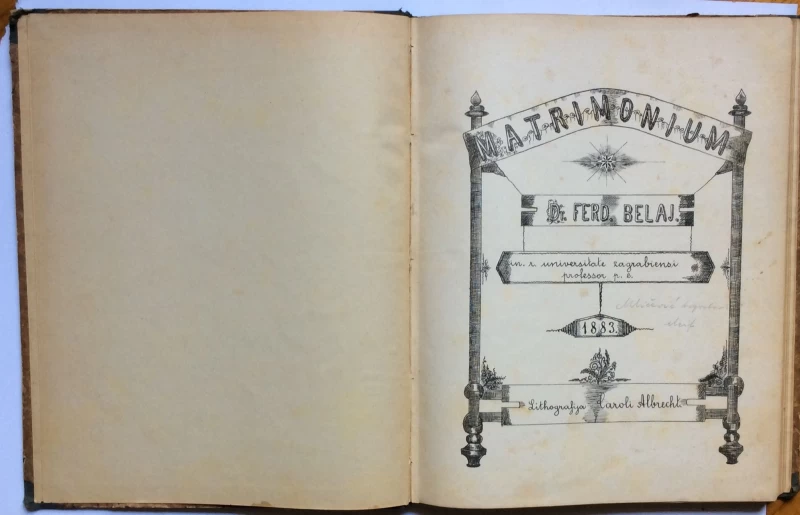 MATRIMONIUM
Dr. FERD. BELAJ.
in. r. universitate zagrabiensi
professor p. o.
1883.
Lithografija Caroli Albrecht.